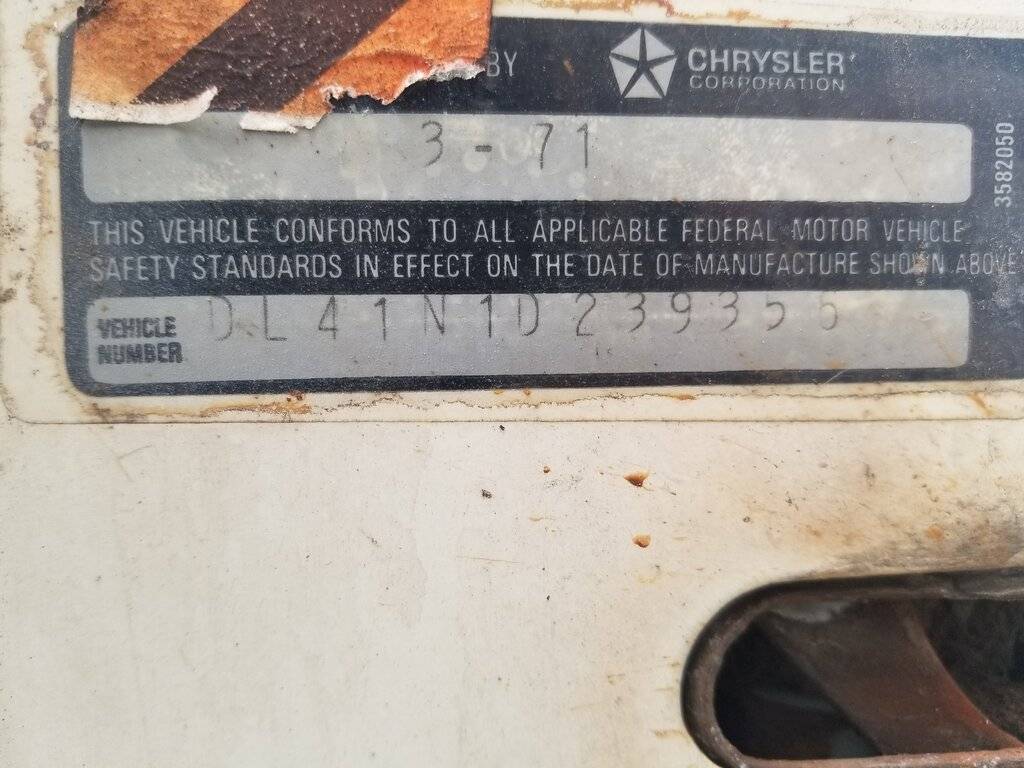 BY CHRYSLER
CORPORATION
3 - 71
3582050
THIS VEHICLE CONFORMS TO ALL APPLICABLE FEDERAL MOTOR VEHICLE
SAFETY STANDARDS IN EFFECT ON THE DATE OF MANUFACTURE SHOWN ABOVE
VEHICLE
NUMBER
DL41N1D239356